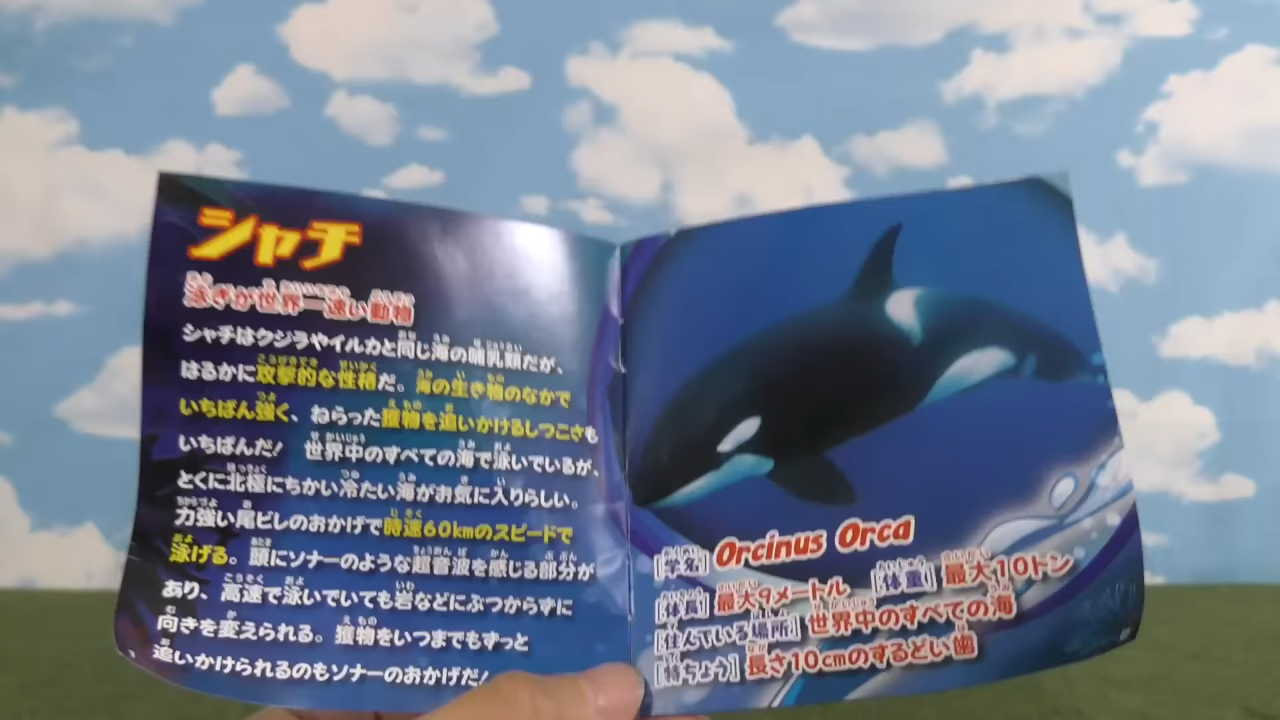 シャチ
泳ぎが世界一速い動物
シャチはクジラやイルカと同じ海の哺乳類だが、
はるかに攻撃的な性格だ。海の生き物のなかで
いちばん強く、ねらった獲物を追いかけるしつこさも
いちばんだ! 世界中のすべての海で泳いでいるが、
とくに北極にちかい冷たい海がお気に入りらしい。
力強い尾ビレのおかげで時速60kmのスピードで
泳げる。頭にソナーのような超音波を感じる部分が
あり、高速で泳いでいても岩などにぶつからずに
向きを変えられる。獲物をいつまでもずっと
追いかけられるのもソナーのおかげだ!
[学名] Orcinus Orca
[体長] 最大9メートル [体重] 最大10トン
[住んでいる場所] 世界中のすべての海
[特ちょう] 長さ10cmのするどい歯